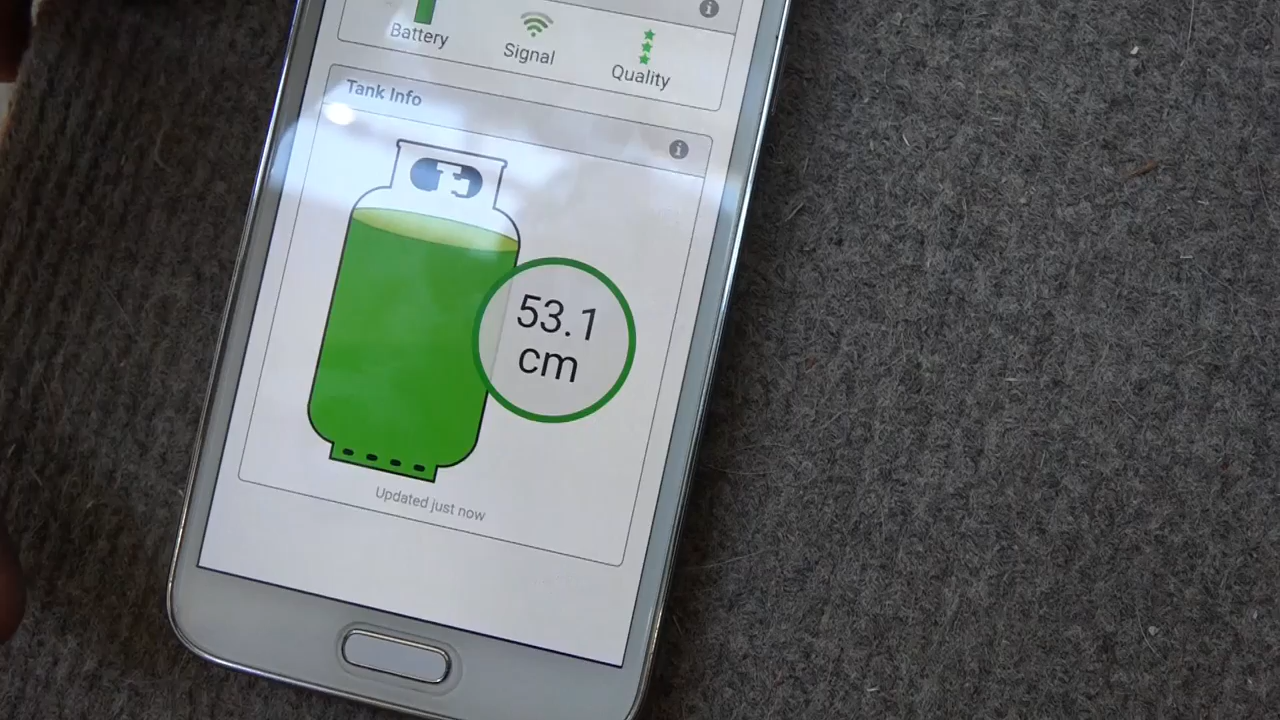 Battery
Signal
Quality
Tank Info
53.1
cm
Updated just now